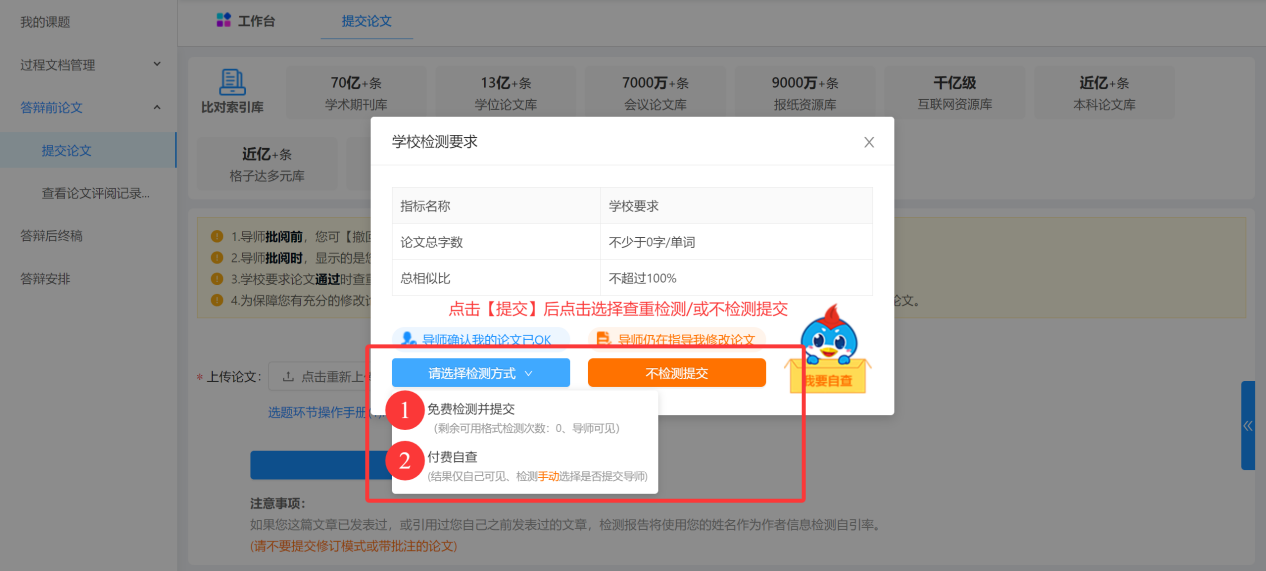 我的课题
过程文档管理
答辩前论文
提交论文
查看论文评阅记录...
答辩后终稿
答辩安排
工作台
提交论文
比对索引库
70亿+条
学术期刊库
13亿+条
学位论文库
7000万+条
会议论文库
9000万+条
报纸资源库
千亿级
互联网资源库
近亿+条
本科论文库
近亿+条
格子达多元库
1.导师批阅前，您可【撤回
2.导师批阅时，显示的是您
3.学校要求论文通过时查重
4.为保障您有充分的修改论
论文。
* 上传论文：
点击重新上传
选题环节操作手册
注意事项：
如果您这篇文章已发表过，或引用过您自己之前发表过的文章，检测报告将使用您的姓名作为作者信息检测自引率。
(请不要提交修订模式或带批注的论文)
学校检测要求
指标名称 学校要求
论文总字数 不少于0字/单词
总相似比 不超过100%
点击【提交】后点击选择查重检测/或不检测提交
导师确认我的论文已OK
导师仍在指导我修改论文
请选择检测方式
不检测提交
我要自查
1 免费检测并提交
（剩余可用格式检测次数：0、导师可见）
2 付费自查
(结果仅自己可见、检测手动选择是否提交导师)
«